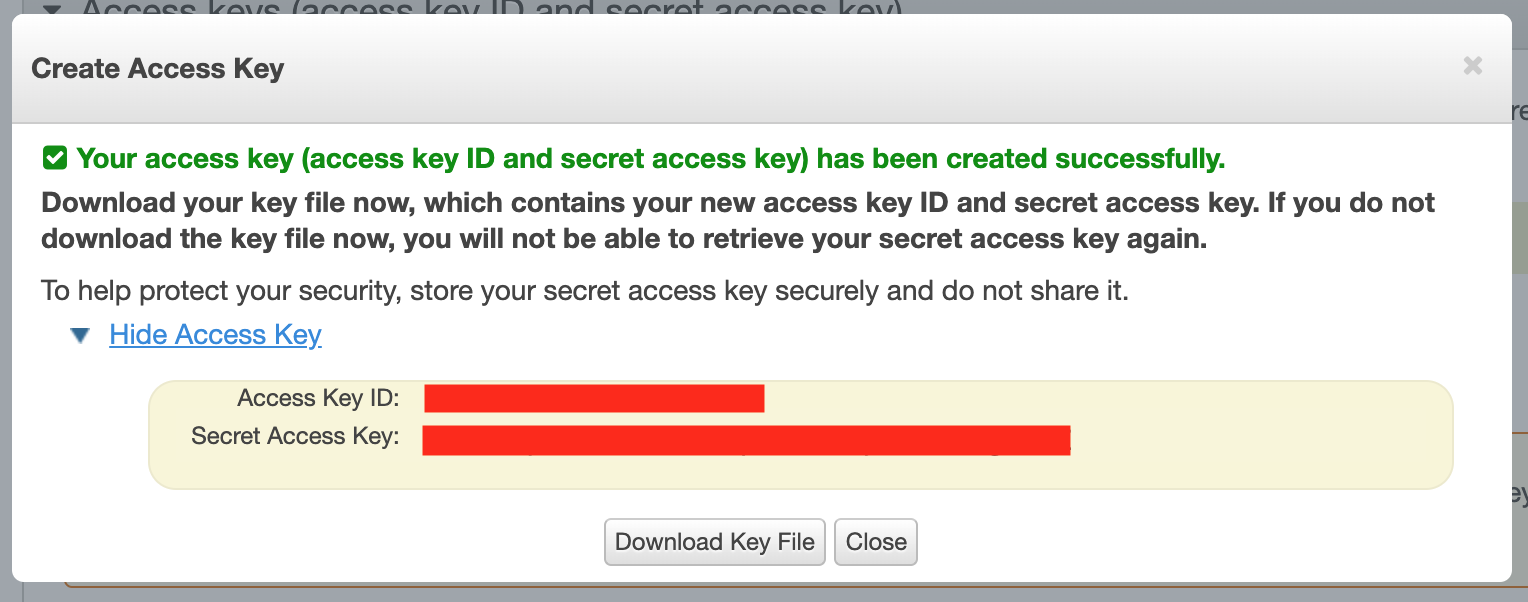 Access keys (access key ID and secret access key)
Create Access Key
Your access key (access key ID and secret access key) has been created successfully.
Download your key file now, which contains your new access key ID and secret access key. If you do not
download the key file now, you will not be able to retrieve your secret access key again.
To help protect your security, store your secret access key securely and do not share it.
Hide Access Key
Access Key ID:
Secret Access Key:
Download Key File Close